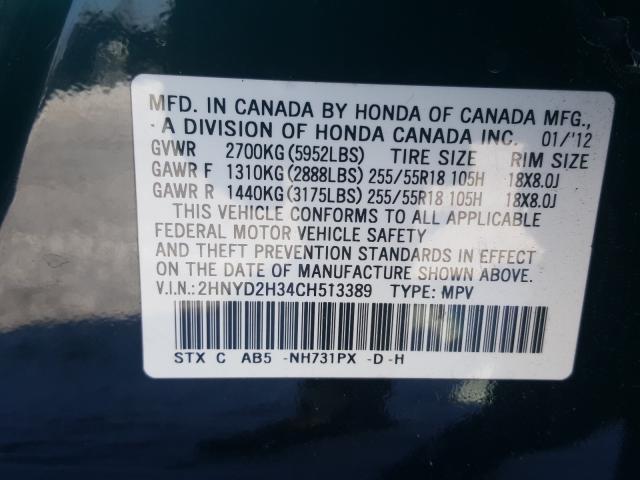 MFD. IN CANADA BY HONDA OF CANADA MFG.,
A DIVISION OF HONDA CANADA INC. 01/'12
GVWR 2700KG(5952LBS) TIRE SIZE RIM SIZE
GAWR F 1310KG(2888LBS) 255/55R18 105H 18X8.0J
GAWR R 1440KG(3175LBS) 255/55R18 105H 18X8.0J
THIS VEHICLE CONFORMS TO ALL APPLICABLE
FEDERAL MOTOR VEHICLE SAFETY
AND THEFT PREVENTION STANDARDS IN EFFECT
ON DATE OF MANUFACTURE SHOWN ABOVE.
V.I.N.: 2HNYD2H34CH513389 TYPE: MPV
STX C AB5 -NH731PX -D-H